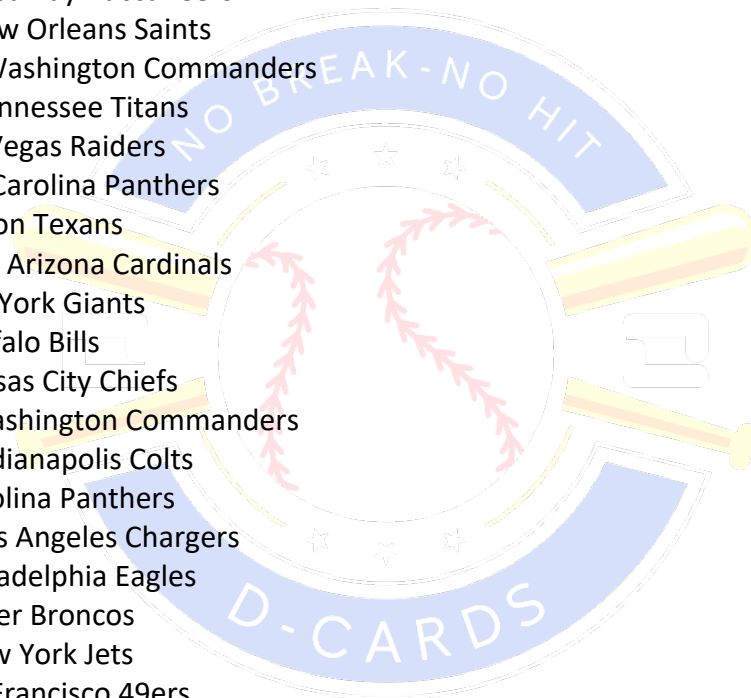 w Orleans Saints
Washington Commanders
nnessee Titans
Vegas Raiders
Carolina Panthers
on Texans
Arizona Cardinals
York Giants
falo Bills
sas City Chiefs
ashington Commanders
dianapolis Colts
olina Panthers
s Angeles Chargers
adelphia Eagles
er Broncos
w York Jets
Francisco 49ers
NO BREAK-NO HIT
D-CARDS